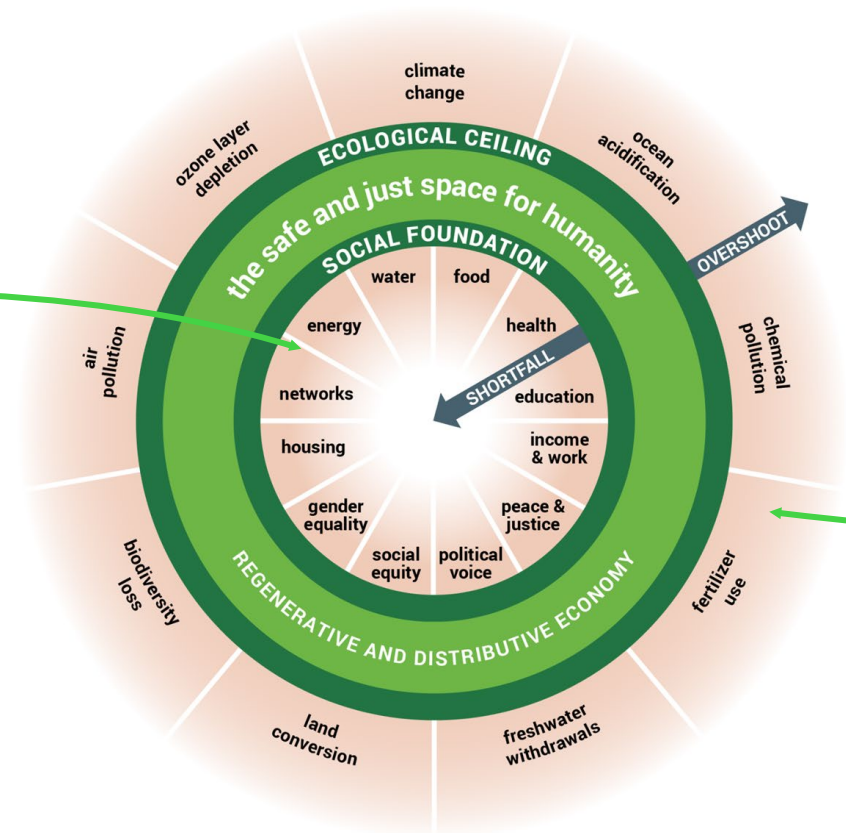 climate
change
ocean
acidification
chemical
pollution
fertilizer
use
freshwater
withdrawals
land
conversion
biodiversity
loss
air
pollution
ozone layer
depletion
ECOLOGICAL CEILING
the safe and just space for humanity
SOCIAL FOUNDATION
OVERSHOOT
SHORTFALL
water
food
health
education
income
& work
peace &
justice
political
voice
social
equity
gender
equality
housing
networks
energy
REGENERATIVE AND DISTRIBUTIVE ECONOMY